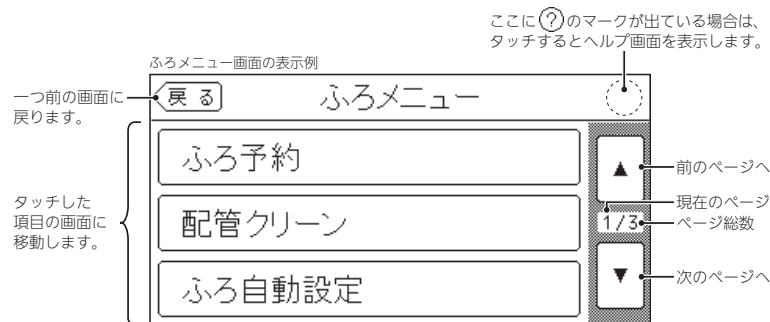 ここに?のマークが出ている場合は、
タッチするとヘルプ画面を表示します。
ふろメニュー画面の表示例
一つ前の画面に
戻ります。
戻る
ふろメニュー
タッチした
項目の画面に
移動します。
ふろ予約
配管クリーン
ふろ自動設定
▲
前のページへ
現在のページ
1/3
ページ総数
▼
次のページへ